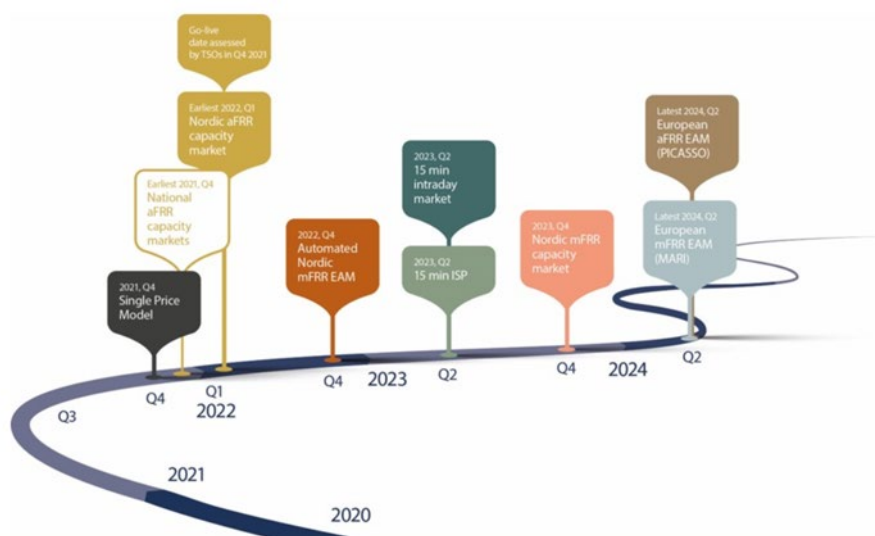 Go-live
date assessed
by TSOs in Q4 2021
Earliest 2022, Q1
Nordic aFRR
capacity
market
Earliest 2021, Q4
National
aFRR
capacity
markets
2021, Q4
Single Price
Model
2022, Q4
Automated
Nordic
mFRR EAM
2023, Q2
15 min
intraday
market
2023, Q2
15 min ISP
2023, Q4
Nordic mFRR
capacity
market
Latest 2024, Q2
European
aFRR EAM
(PICASSO)
Latest 2024, Q2
European
mFRR EAM
(MARI)
Q3
Q4
Q1
2022
Q4
2023
Q2
Q4
2024
Q2
2021
2020